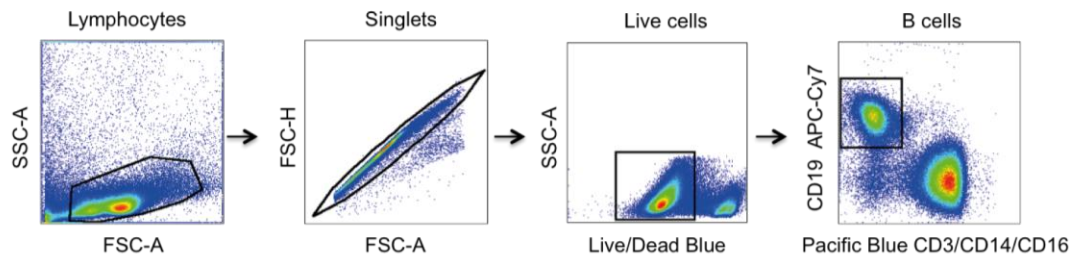 Lymphocytes
SSC-A
FSC-A
Singlets
FSC-H
FSC-A
Live cells
SSC-A
Live/Dead Blue
B cells
CD19 APC-Cy7
Pacific Blue CD3/CD14/CD16